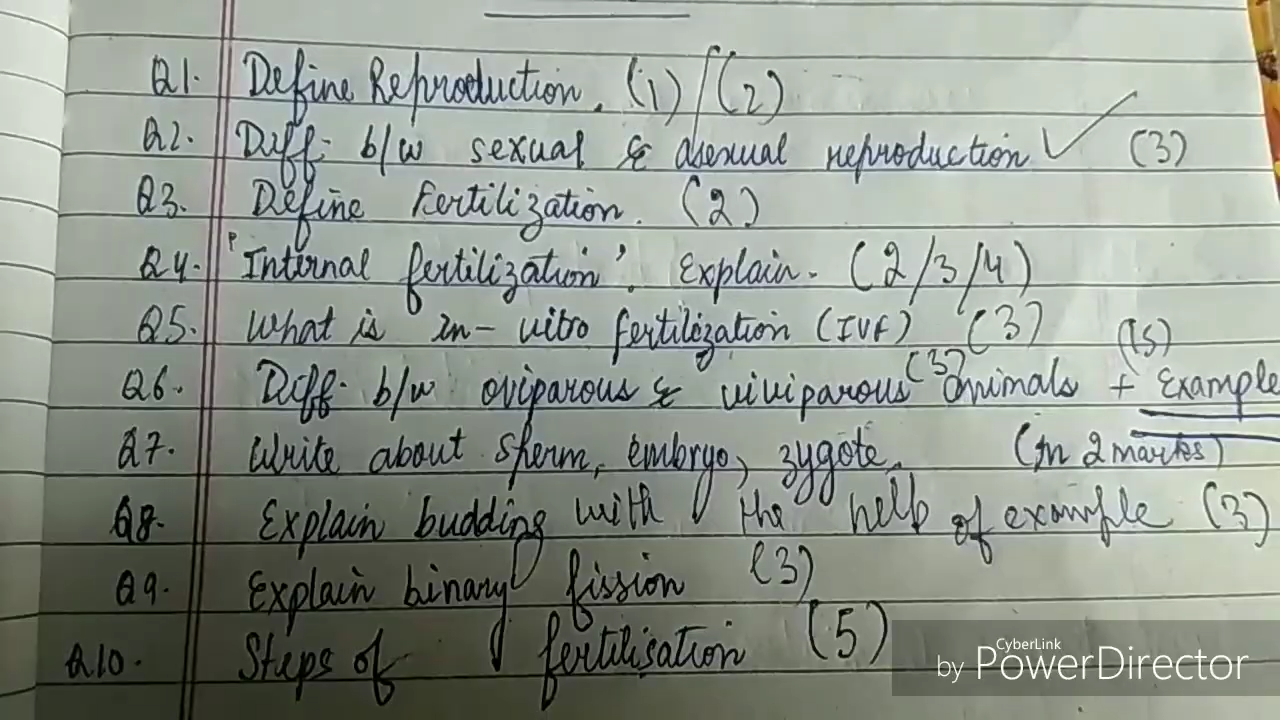 Q1. Define Reproduction. (1)/(2)
Q2. Diff. b/w sexual & asexual reproduction ✓ (3)
Q3. Define Fertilization. (2)
Q4. "Internal fertilization". Explain. (2/3/4)
Q5. What is In-vitro fertilization (IVF) (3) (5)
Q6. Diff. b/w oviparous & viviparous (3) animals + Example
Q7. Write about sperm, embryo, zygote. (in 2 marks)
Q8. Explain budding with the help of example (3)
Q9. Explain binary fission (3)
Q10. Steps of fertilisation (5)
CyberLink
by PowerDirector